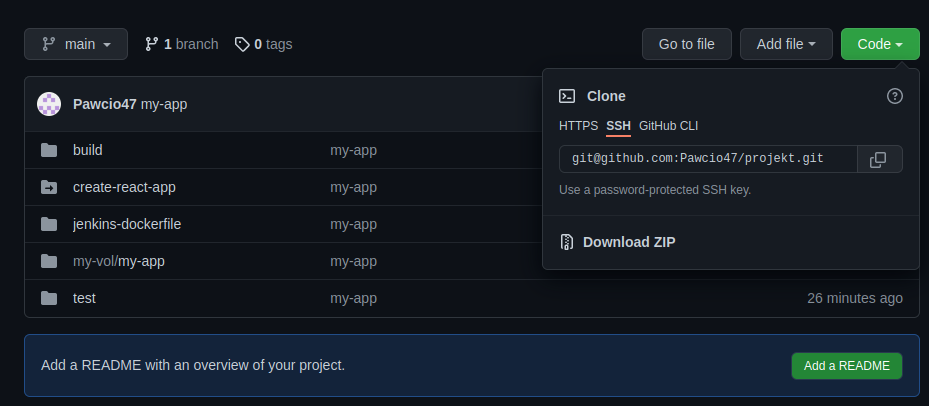 main 1 branch 0 tags Go to file Add file Code
Pawcio47 my-app
Clone
HTTPS SSH GitHub CLI
git@github.com:Pawcio47/projekt.git
Use a password-protected SSH key.
Download ZIP
build my-app
create-react-app my-app
jenkins-dockerfile my-app
my-vol/my-app my-app
test my-app 26 minutes ago
Add a README with an overview of your project. Add a README